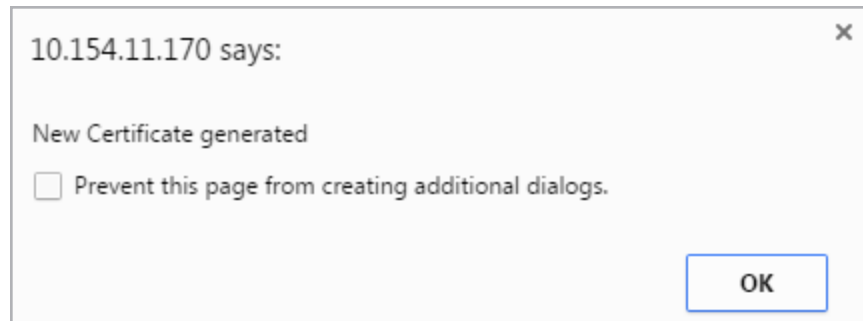 10.154.11.170 says:
New Certificate generated
Prevent this page from creating additional dialogs.
OK